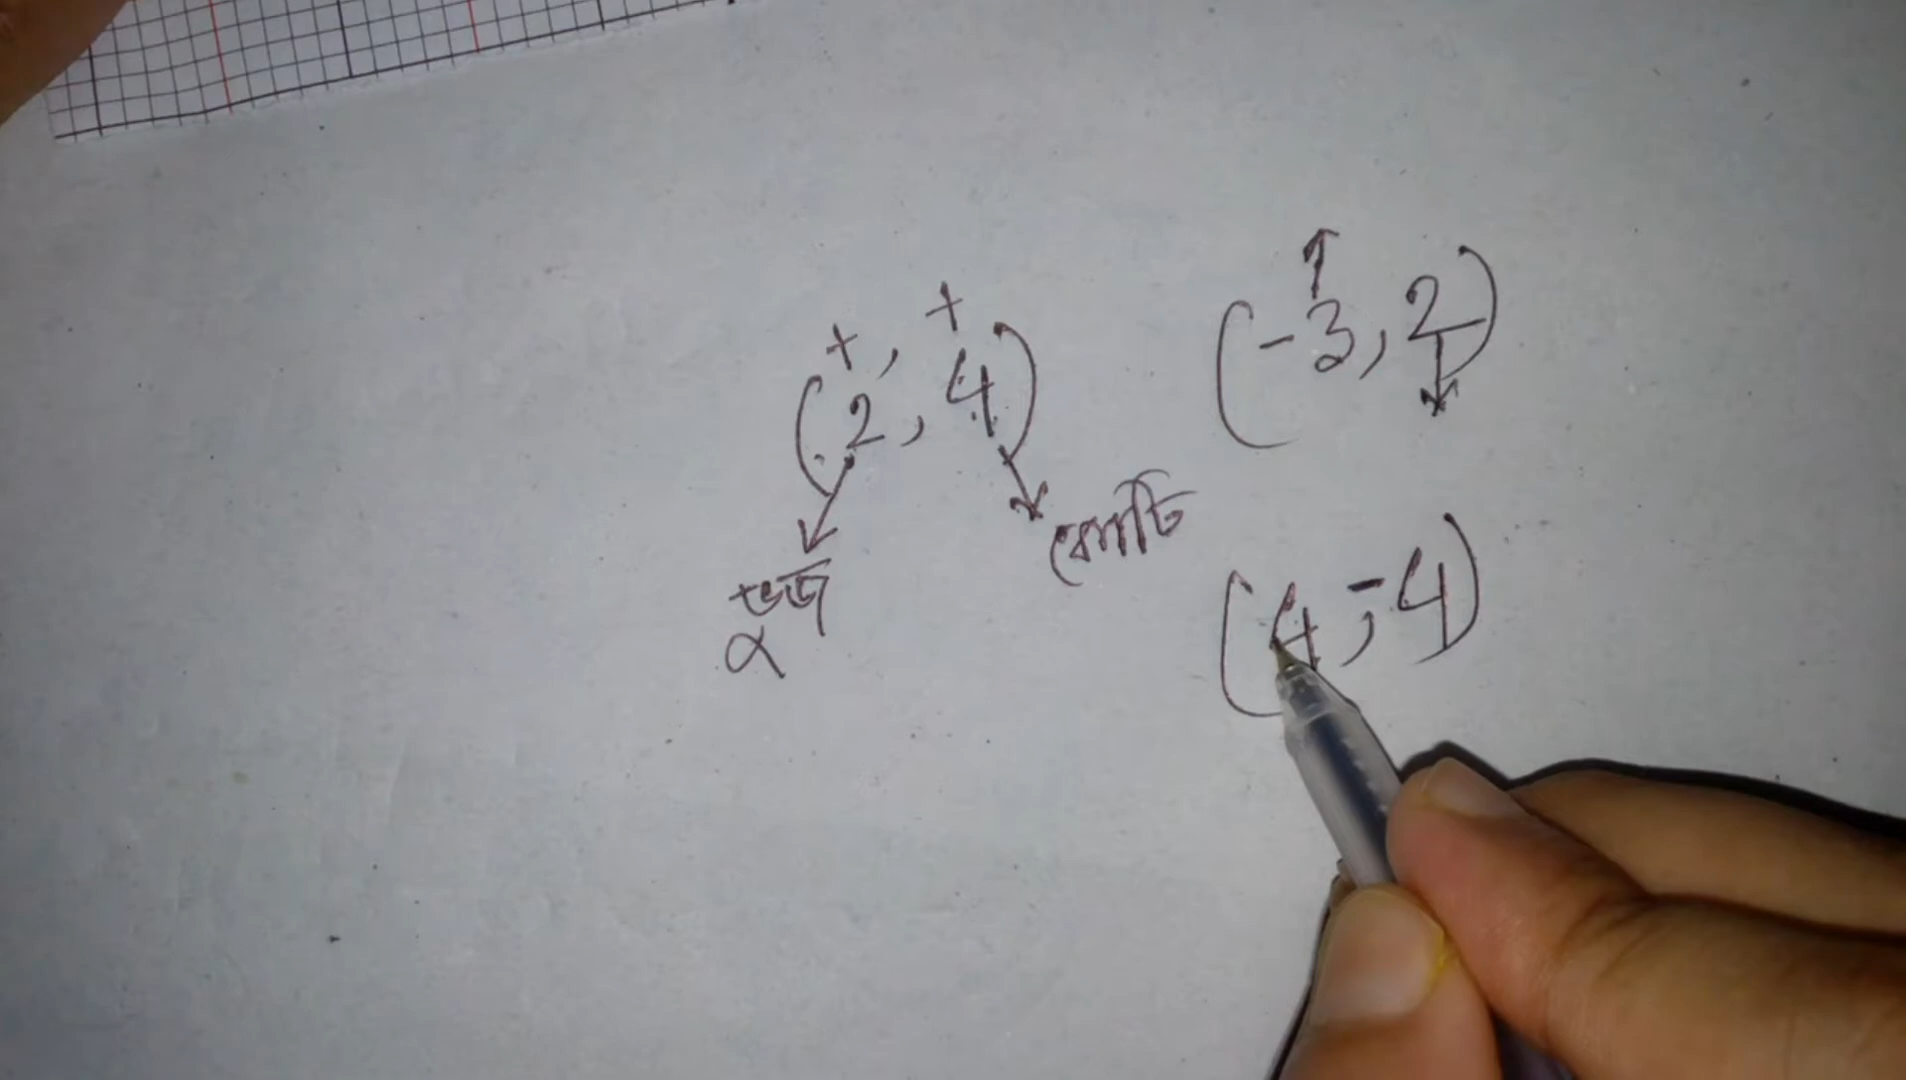 +, +
(2, 4)
ভুজ
x
কোটি
(-3, 2)
(4, -4)